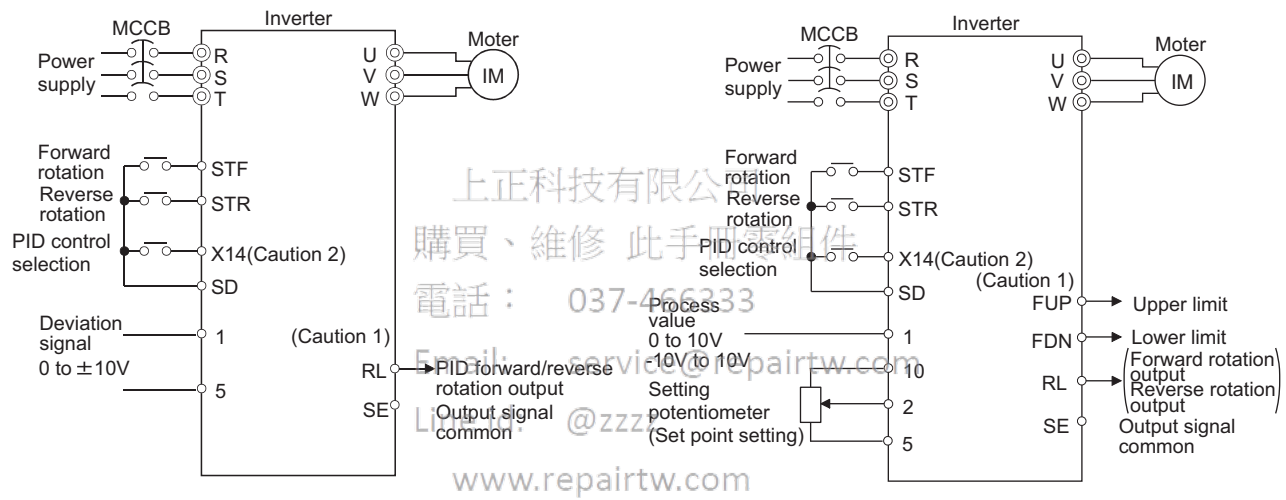 Inverter
MCCB
Moter
Power
supply
R
S
T
U
V
W
IM
Forward
rotation
Reverse
rotation
PID control
selection
STF
STR
X14(Caution 2)
SD
Deviation
signal
0 to ±10V
1
5
(Caution 1)
RL
SE
PID forward/reverse
rotation output
Output signal
common
Inverter
MCCB
Moter
Power
supply
R
S
T
U
V
W
IM
Forward
rotation
Reverse
rotation
PID control
selection
STF
STR
X14(Caution 2)
(Caution 1)
SD
Process
value
0 to 10V
-10V to 10V
Setting
potentiometer
(Set point setting)
1
10
2
5
FUP
FDN
RL
SE
Upper limit
Lower limit
(Forward rotation
output
Reverse rotation
output)
Output signal
common
上正科技有限公司
購買、維修 此手冊零組件
電話： 037-466333
Email: service@repairtw.com
Line id: @zzzz
www.repairtw.com